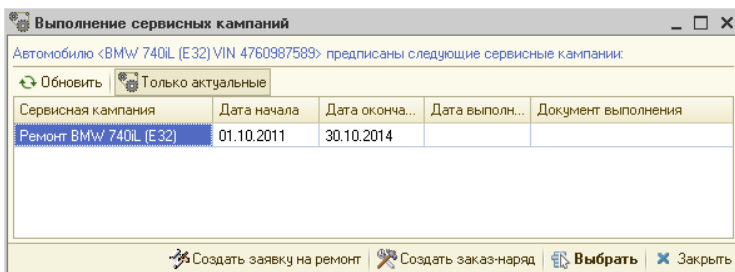 Выполнение сервисных кампаний
Автомобилю <BMW 740iL (E32) VIN 4760987589> предписаны следующие сервисные кампании:
Обновить Только актуальные
Сервисная кампания Дата начала Дата оконча... Дата выполн... Документ выполнения
Ремонт BMW 740iL (E32) 01.10.2011 30.10.2014
Создать заявку на ремонт Создать заказ-наряд Выбрать Закрыть